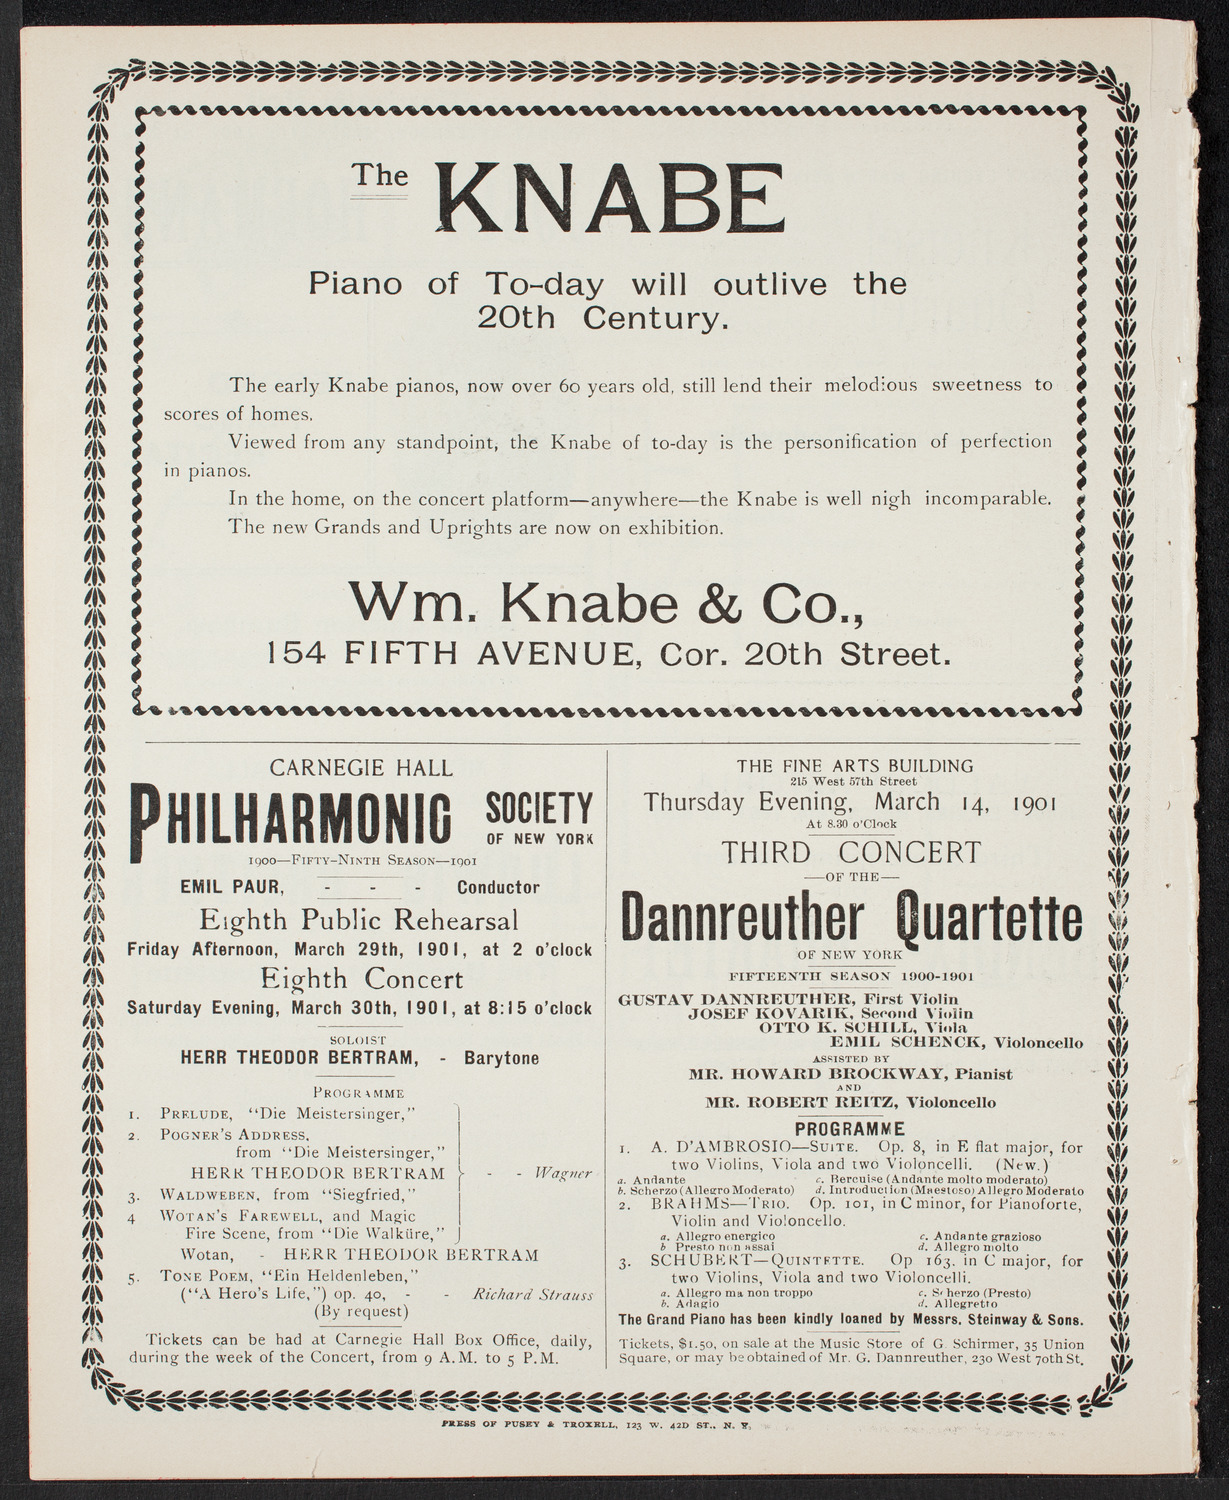 The KNABE
Piano of To-day will outlive the
20th Century.
The early Knabe pianos, now over 60 years old, still lend their melodious sweetness to
scores of homes.
Viewed from any standpoint, the Knabe of to-day is the personification of perfection
in pianos.
In the home, on the concert platform—anywhere—the Knabe is well nigh incomparable.
The new Grands and Uprights are now on exhibition.
Wm. Knabe & Co.,
154 FIFTH AVENUE, Cor. 20th Street.
CARNEGIE HALL
PHILHARMONIC SOCIETY
OF NEW YORK
1900—FIFTY-NINTH SEASON—1901
EMIL PAUR, - - - Conductor
Eighth Public Rehearsal
Friday Afternoon, March 29th, 1901, at 2 o'clock
Eighth Concert
Saturday Evening, March 30th, 1901, at 8:15 o'clock
SOLOIST
HERR THEODOR BERTRAM, - Barytone
PROGRAMME
1. PRELUDE, "Die Meistersinger,"
2. POGNER'S ADDRESS,
from "Die Meistersinger,"
HERR THEODOR BERTRAM - - Wagner
3. WALDWEBEN, from "Siegfried,"
4 WOTAN'S FAREWELL, and Magic
Fire Scene, from "Die Walküre,"
Wotan, - HERR THEODOR BERTRAM
5. TONE POEM, "Ein Heldenleben,"
("A Hero's Life,") op. 40, - - Richard Strauss
(By request)
Tickets can be had at Carnegie Hall Box Office, daily,
during the week of the Concert, from 9 A.M. to 5 P.M.
THE FINE ARTS BUILDING
215 West 57th Street
Thursday Evening, March 14, 1901
At 8.30 o'Clock
THIRD CONCERT
—OF THE—
Dannreuther Quartette
OF NEW YORK
FIFTEENTH SEASON 1900-1901
GUSTAV DANNREUTHER, First Violin
JOSEF KOVARIK, Second Violin
OTTO K. SCHILL, Viola
EMIL SCHENCK, Violoncello
ASSISTED BY
MR. HOWARD BROCKWAY, Pianist
AND
MR. ROBERT REITZ, Violoncello
PROGRAMME
1. A. D'AMBROSIO—SUITE. Op. 8, in E flat major, for
two Violins, Viola and two Violoncelli. (New.)
a. Andante c. Bercuise (Andante molto moderato)
b. Scherzo (Allegro Moderato) d. Introduction (Maestoso) Allegro Moderato
2. BRAHMS—TRIO. Op. 101, in C minor, for Pianoforte,
Violin and Violoncello.
a. Allegro energico c. Andante grazioso
b Presto non assai d. Allegro molto
3. SCHUBERT—QUINTETTE. Op 163, in C major, for
two Violins, Viola and two Violoncelli.
a. Allegro ma non troppo c. Scherzo (Presto)
b. Adagio d. Allegretto
The Grand Piano has been kindly loaned by Messrs. Steinway & Sons.
Tickets, $1.50, on sale at the Music Store of G. Schirmer, 35 Union
Square, or may be obtained of Mr. G. Dannreuther, 230 West 70th St.
PRESS OF PUSEY & TROXELL, 123 W. 42D ST., N. Y.